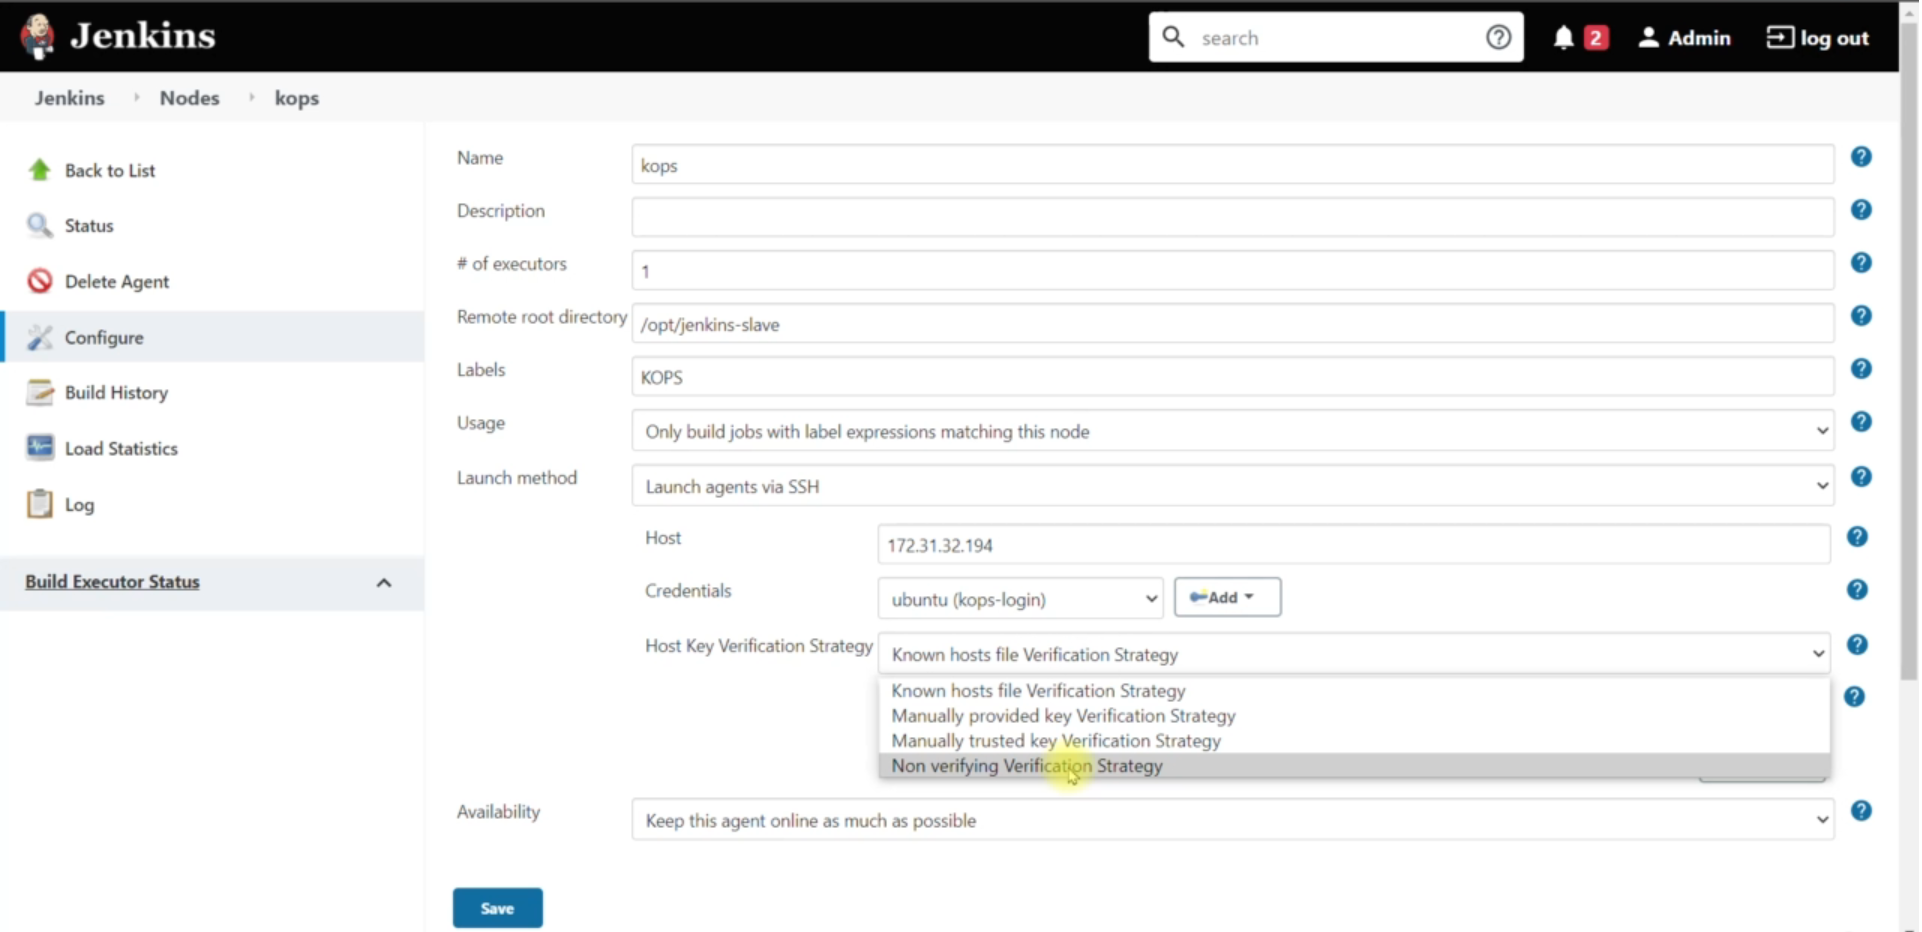 Jenkins
search
2
Admin
log out
Jenkins
Nodes
kops
Back to List
Status
Delete Agent
Configure
Build History
Load Statistics
Log
Build Executor Status
Name
kops
Description
# of executors
1
Remote root directory
/opt/jenkins-slave
Labels
KOPS
Usage
Only build jobs with label expressions matching this node
Launch method
Launch agents via SSH
Host
172.31.32.194
Credentials
ubuntu (kops-login)
Add
Host Key Verification Strategy
Known hosts file Verification Strategy
Known hosts file Verification Strategy
Manually provided key Verification Strategy
Manually trusted key Verification Strategy
Non verifying Verification Strategy
Availability
Keep this agent online as much as possible
Save